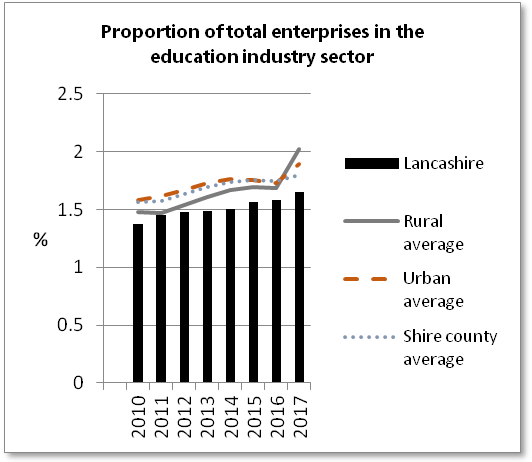 Proportion of total enterprises in the
education industry sector
2.5
2
1.5
1
0.5
0
%
2010
2011
2012
2013
2014
2015
2016
2017
Lancashire
Rural
average
Urban
average
Shire county
average